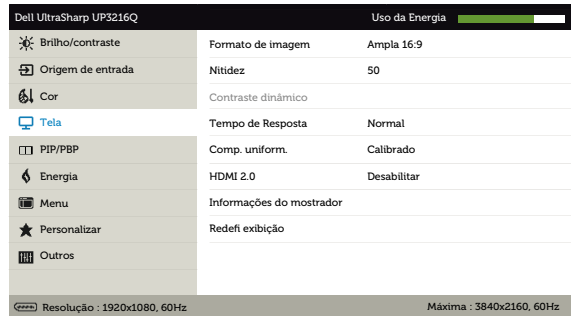 Dell UltraSharp UP3216Q Uso da Energia
Brilho/contraste
Origem de entrada
Cor
Tela
PIP/PBP
Energia
Menu
Personalizar
Outros
Formato de imagem Ampla 16:9
Nitidez 50
Contraste dinâmico
Tempo de Resposta Normal
Comp. uniform. Calibrado
HDMI 2.0 Desabilitar
Informações do mostrador
Redefi exibição
Resolução : 1920x1080, 60Hz Máxima : 3840x2160, 60Hz